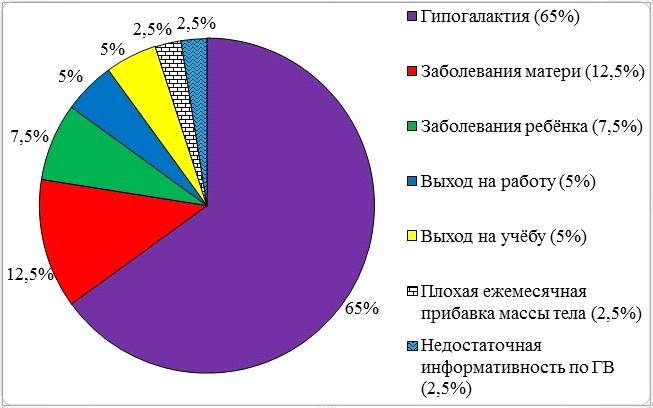 2,5%
2,5%
5%
5%
7,5%
12,5%
65%
Гипогалактия (65%)
Заболевания матери (12,5%)
Заболевания ребёнка (7,5%)
Выход на работу (5%)
Выход на учёбу (5%)
Плохая ежемесячная
прибавка массы тела (2,5%)
Недостаточная
информативность по ГВ
(2,5%)